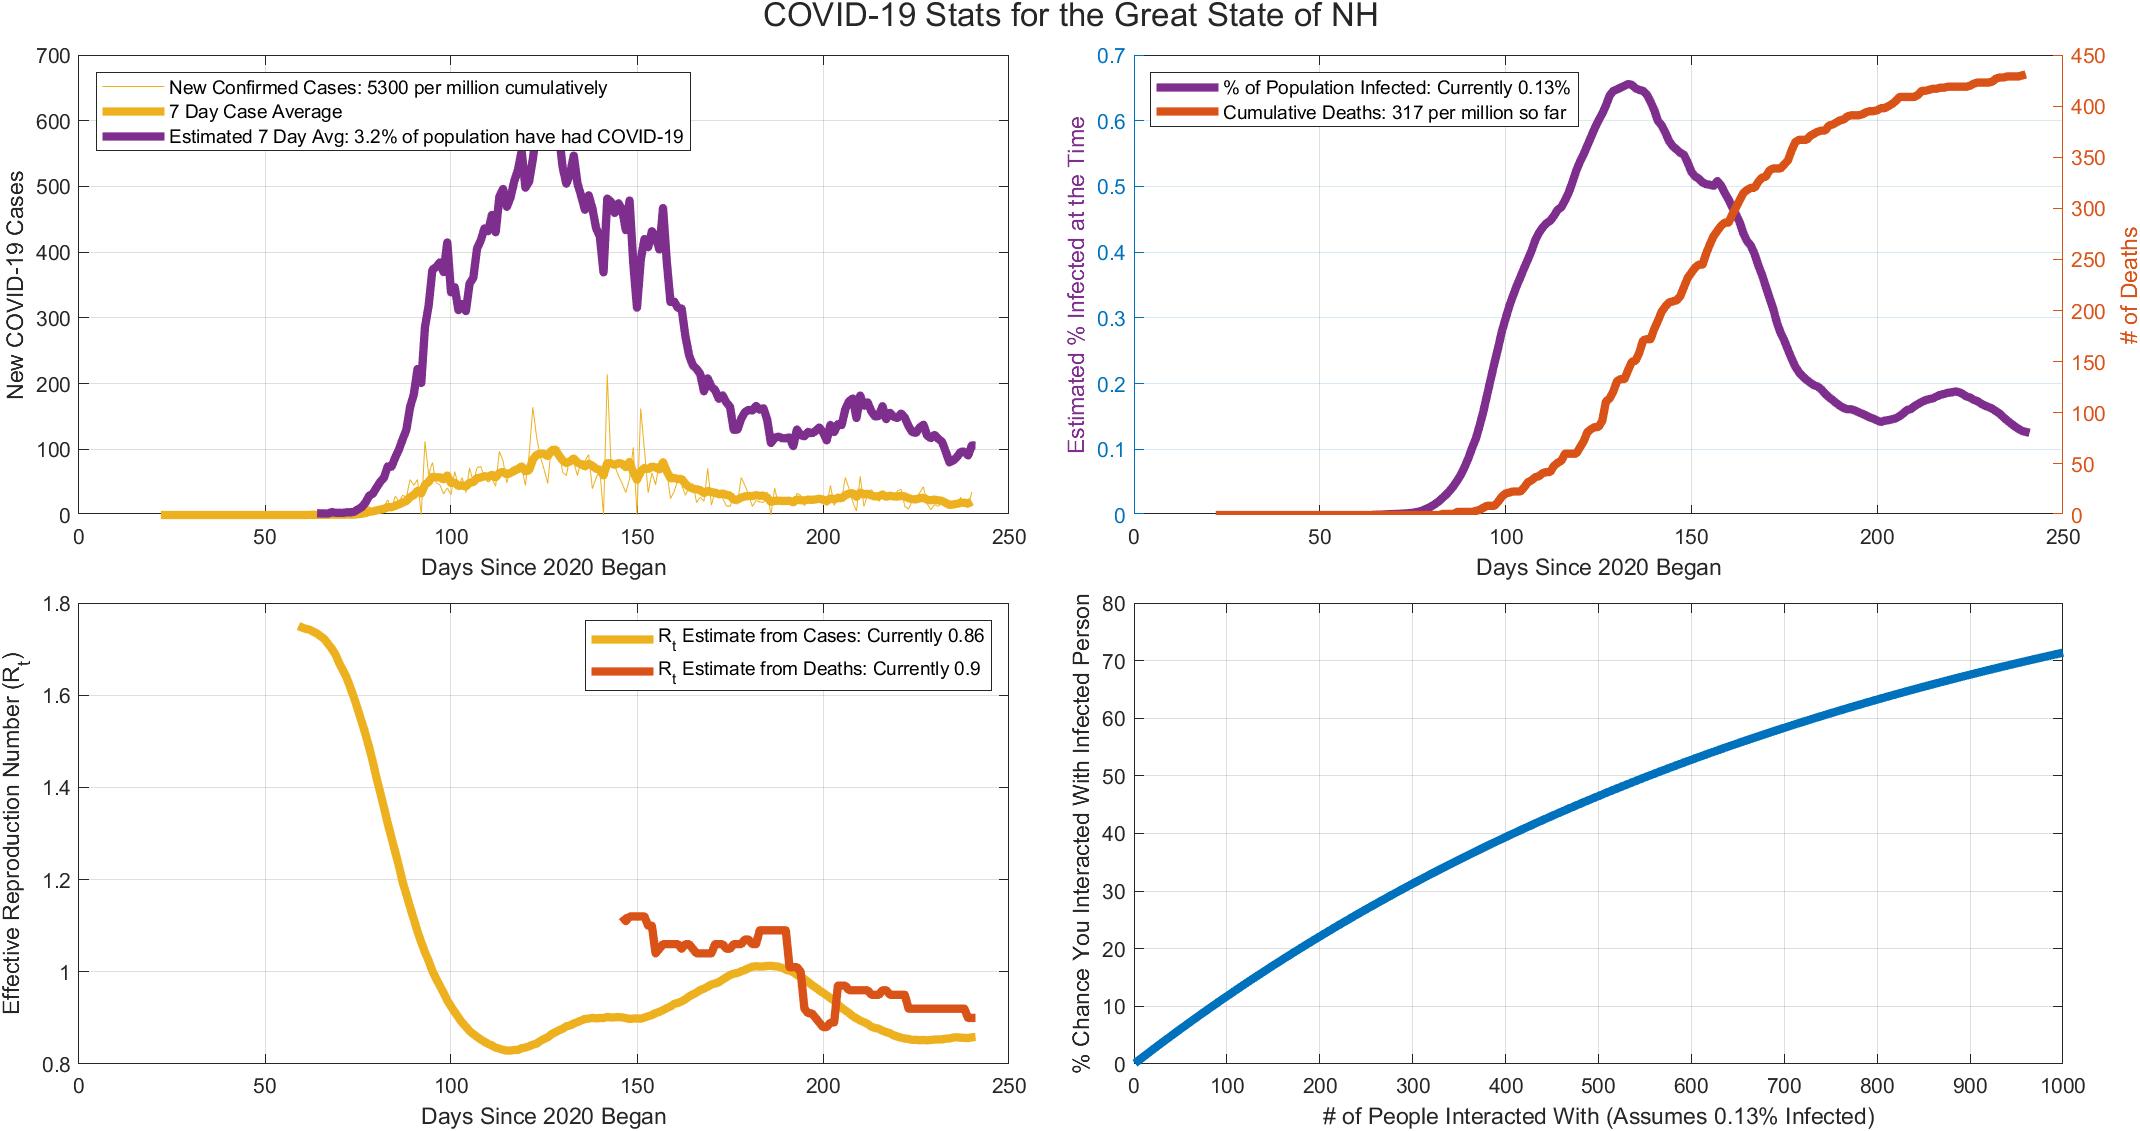 COVID-19 Stats for the Great State of NH
New COVID-19 Cases
700
600
500
400
300
200
100
0
New Confirmed Cases: 5300 per million cumulatively
7 Day Case Average
Estimated 7 Day Avg: 3.2% of population have had COVID-19
0 50 100 150 200 250
Days Since 2020 Began
Estimated % Infected at the Time
0.7
0.6
0.5
0.4
0.3
0.2
0.1
0
% of Population Infected: Currently 0.13%
Cumulative Deaths: 317 per million so far
450
400
350
300
250
200
150
100
50
0
# of Deaths
0 50 100 150 200 250
Days Since 2020 Began
Effective Reproduction Number (Rt)
1.8
1.6
1.4
1.2
1
0.8
Rt Estimate from Cases: Currently 0.86
Rt Estimate from Deaths: Currently 0.9
0 50 100 150 200 250
Days Since 2020 Began
% Chance You Interacted With Infected Person
80
70
60
50
40
30
20
10
0
0 100 200 300 400 500 600 700 800 900 1000
# of People Interacted With (Assumes 0.13% Infected)